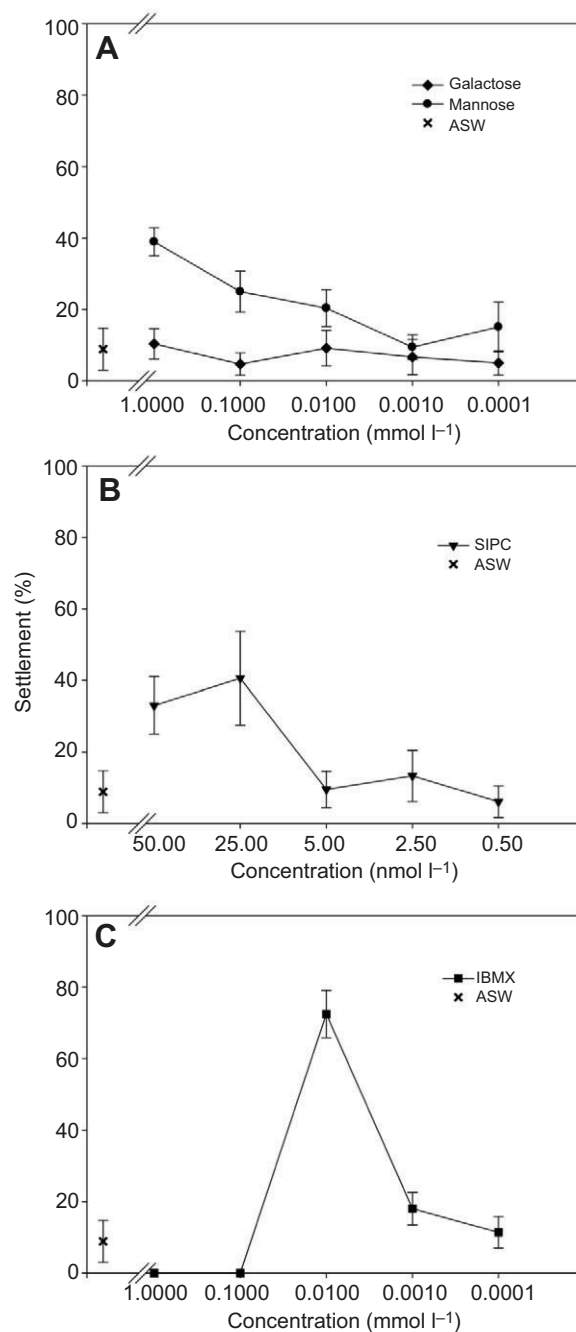 100
A
Galactose
Mannose
ASW
80
60
40
20
0
1.0000 0.1000 0.0100 0.0010 0.0001
Concentration (mmol l–1)
100
B
SIPC
ASW
80
60
40
20
0
Settlement (%)
50.00 25.00 5.00 2.50 0.50
Concentration (nmol l–1)
100
C
IBMX
ASW
80
60
40
20
0
1.0000 0.1000 0.0100 0.0010 0.0001
Concentration (mmol l–1)